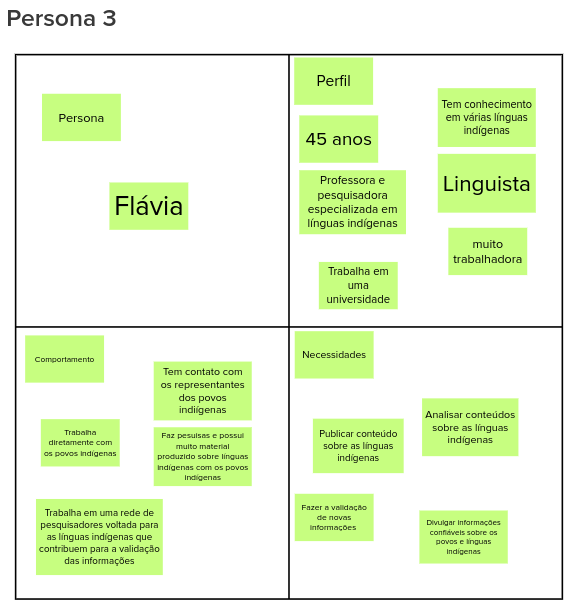 Persona 3
Persona
Flávia
Perfil
45 anos
Professora e
pesquisadora
especializada em
línguas indígenas
Trabalha em
uma
universidade
Tem conhecimento
em várias línguas
indígenas
Linguista
muito
trabalhadora
Comportamento
Tem contato com
os representantes
dos povos
indiígenas
Trabalha
diretamente com
os povos indígenas
Faz pesuisas e possui
muito material
produzido sobre línguas
indígenas com os povos
indígenas
Trabalha em uma rede de
pesquisadores voltada para
as línguas indígenas que
contribuem para a validação
das informações
Necessidades
Analisar conteúdos
sobre as línguas
indígenas
Publicar conteúdo
sobre as línguas
indígenas
Fazer a validação
de novas
informações
Divulgar informações
confiáveis sobre os
povos e línguas
indígenas